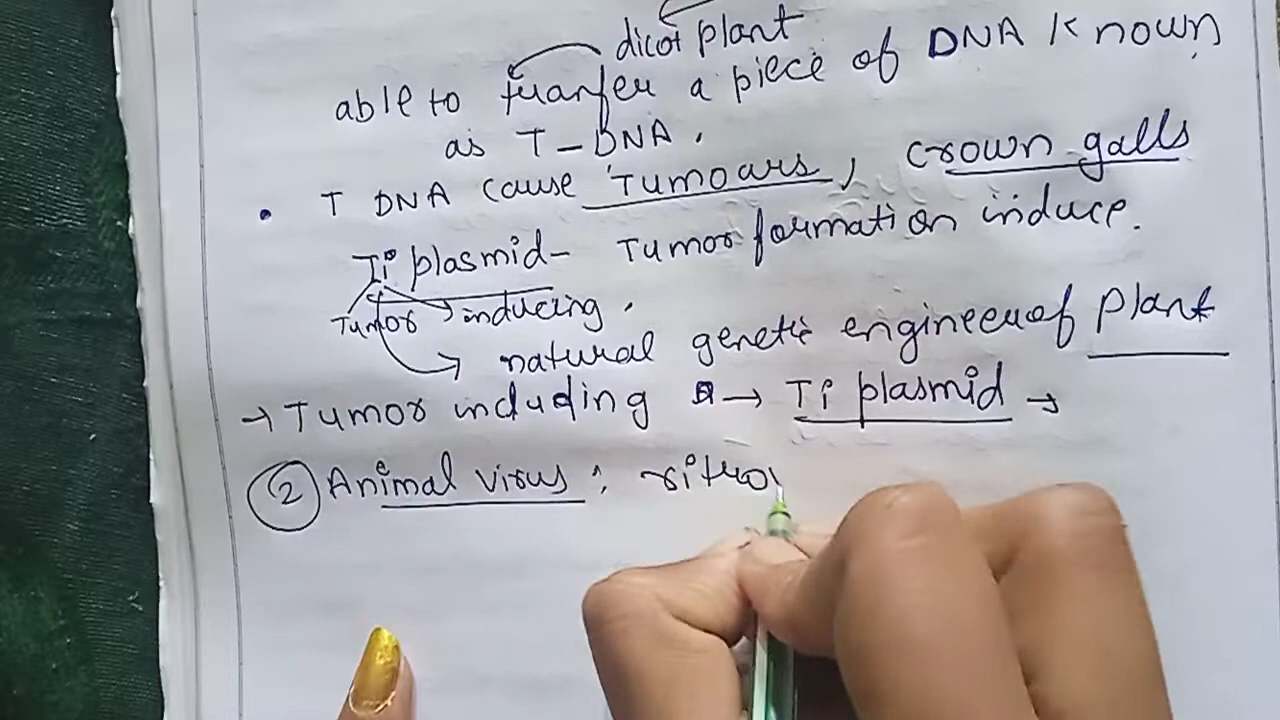 dicot plant
able to tranfer a piece of DNA known
as T-DNA.
• T DNA cause Tumours, crown galls
Ti plasmid- Tumor formation induce.
Tumor inducing.
→ natural genetic engineer of plant
→ Tumor including → Ti plasmid →
② Animal virus: ritro